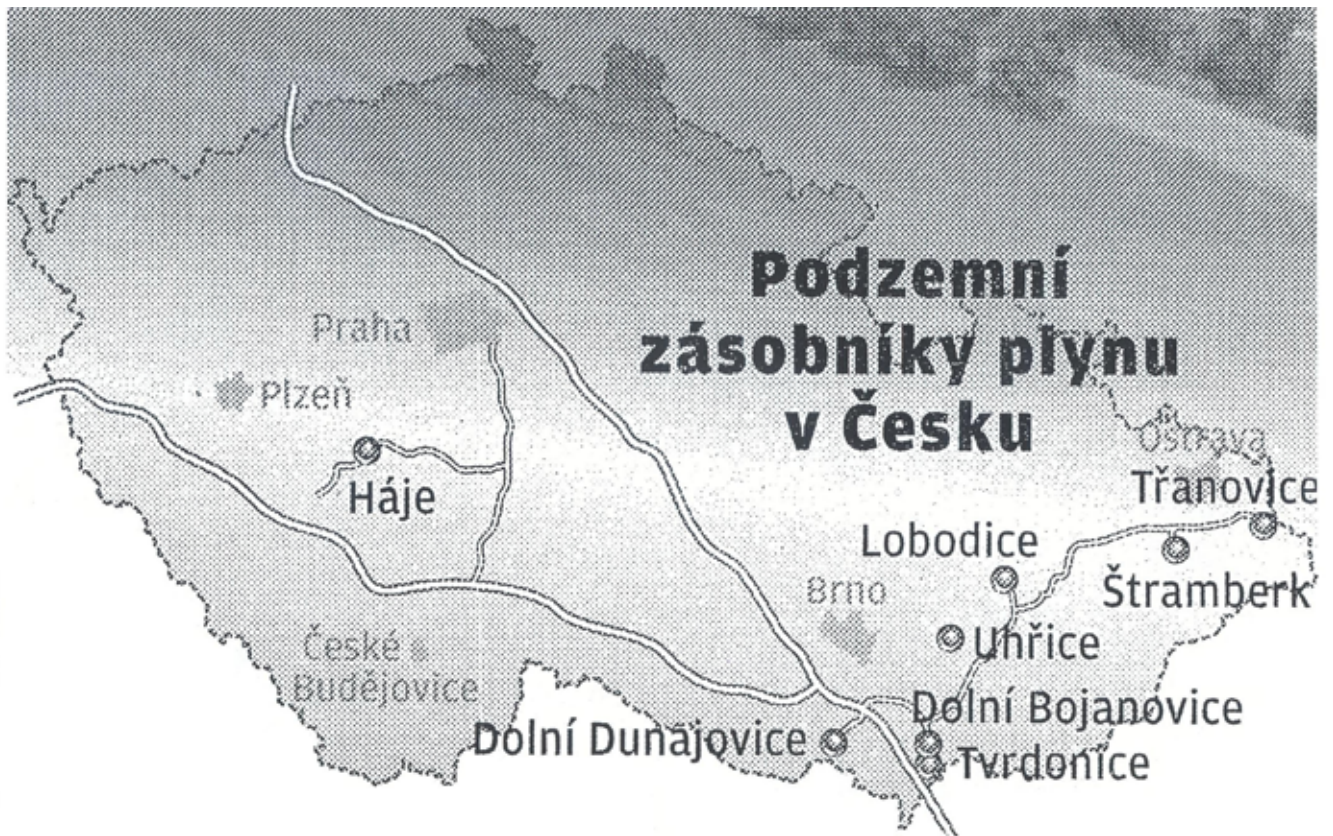 Podzemní
zásobníky plynu
v Česku
Praha
Plzeň
Háje
Ostrava
Třanovice
Lobodice
Štramberk
Brno
Uhřice
České
Budějovice
Dolní Bojanovice
Dolní Dunajovice
Tvrdonice